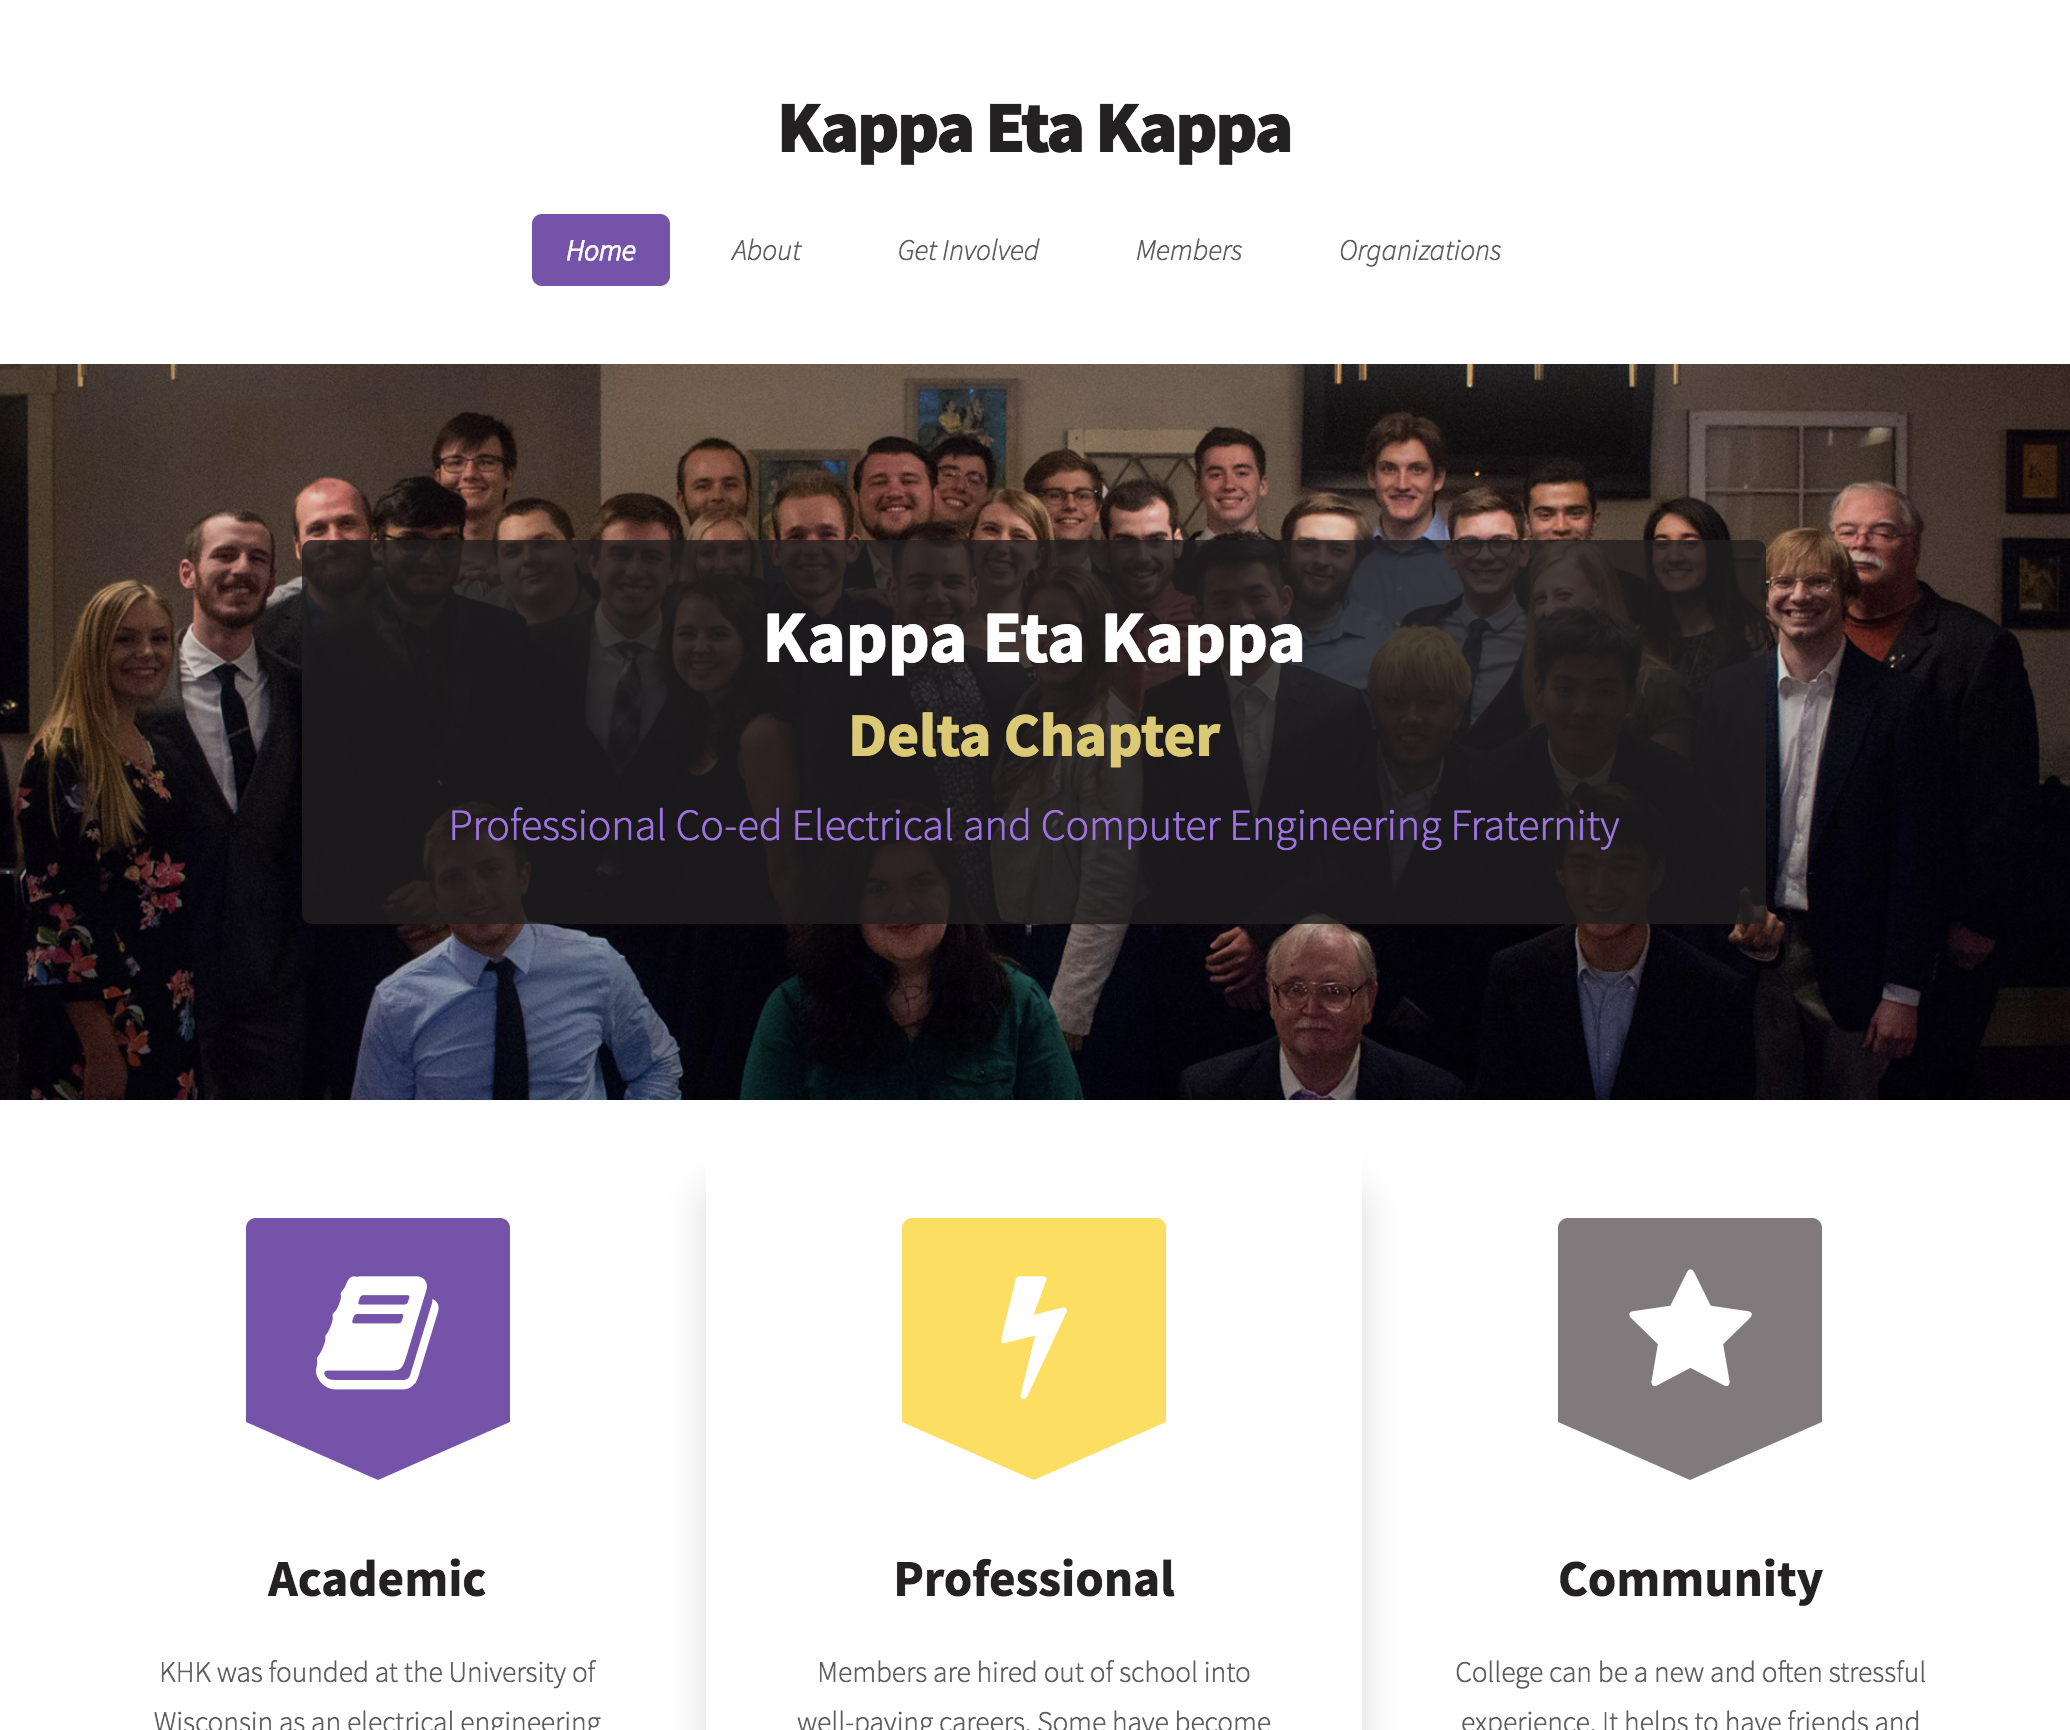 Kappa Eta Kappa
Home About Get Involved Members Organizations
Kappa Eta Kappa
Delta Chapter
Professional Co-ed Electrical and Computer Engineering Fraternity
Academic
KHK was founded at the University of
Wisconsin as an electrical engineering
Professional
Members are hired out of school into
well-paying careers. Some have become
Community
College can be a new and often stressful
experience. It helps to have friends and